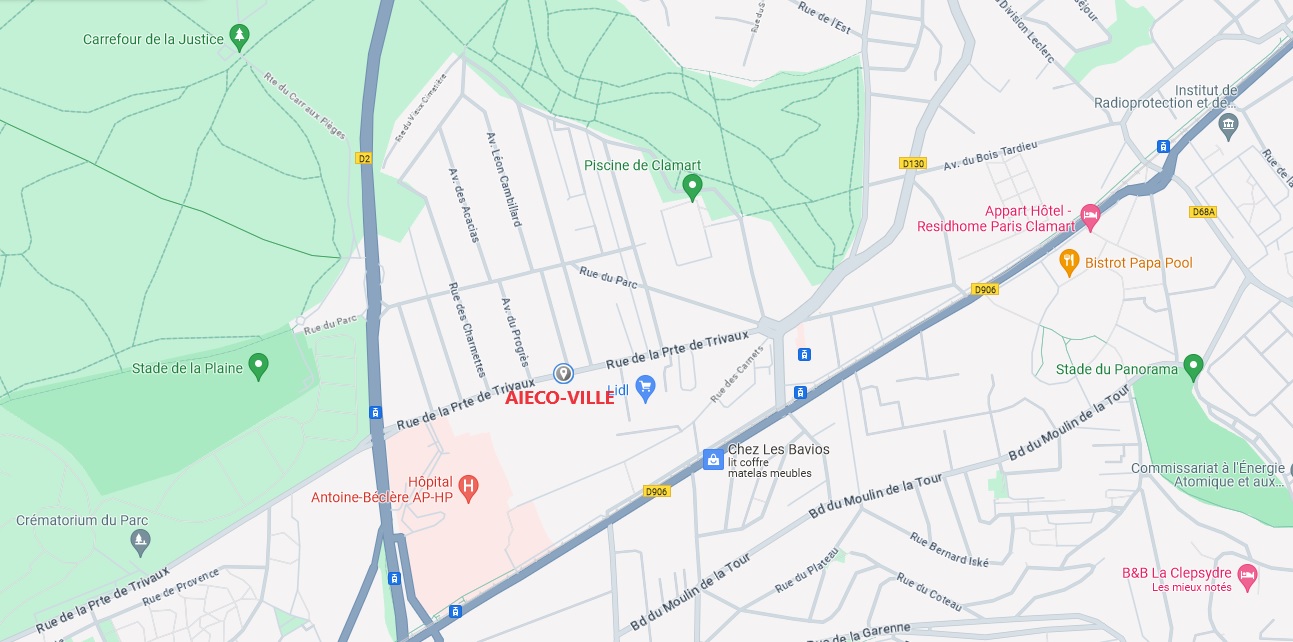 Rue de l'Est
Rue du S
Division Leclerc
éjour
Carrefour de la Justice
Rte du Carr aux Pièges
Rte du Vieux Cimetière
Institut de
Radioprotection et de...
D2
Av. Léon Cambillard
Av. des Acacias
Piscine de Clamart
D130
Av. du Bois Tardieu
Rue de la
Appart Hôtel -
Residhome Paris Clamart
D68A
Bistrot Papa Pool
Rue du Parc
D906
Rue du Parc
Rue des Charmettes
Av. du Progrès
Rue de la Prte de Trivaux
Stade de la Plaine
Rue des Carnets
Stade du Panorama
Lidl
AIECO-VILLE
Rue de la Prte de Trivaux
Bd du Moulin de la Tour
Chez Les Bavios
lit coffre
matelas meubles
Commissariat à l'Énergie
Atomique et aux...
Hôpital
Antoine-Béclère AP-HP
H
D906
Bd du Moulin de la Tour
Crématorium du Parc
Rue Bernard Iské
Rue de la Prte de Trivaux
Rue de Provence
Rue du Plateau
Bd du Moulin de la Tour
Rue du Coteau
B&B La Clepsydre
Les mieux notés
Rue de la Garenne